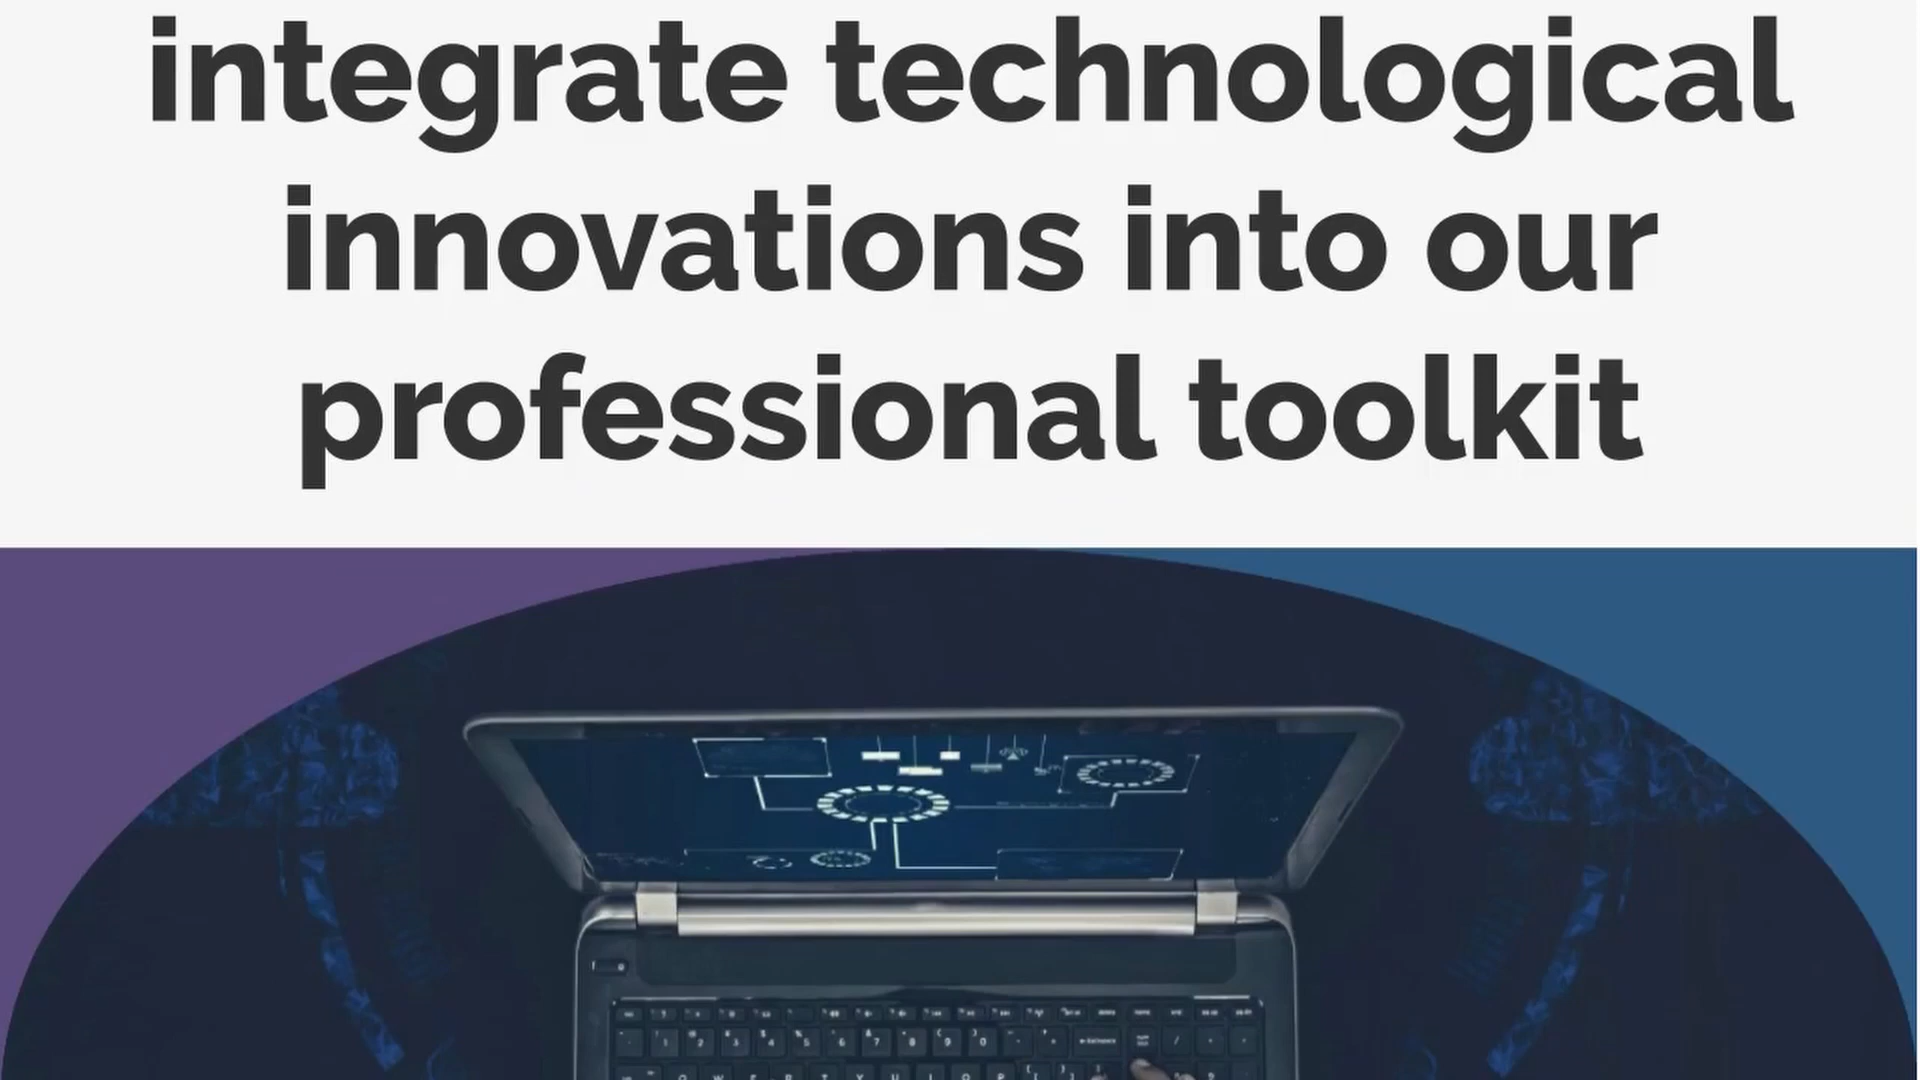 integrate technological
innovations into our
professional toolkit